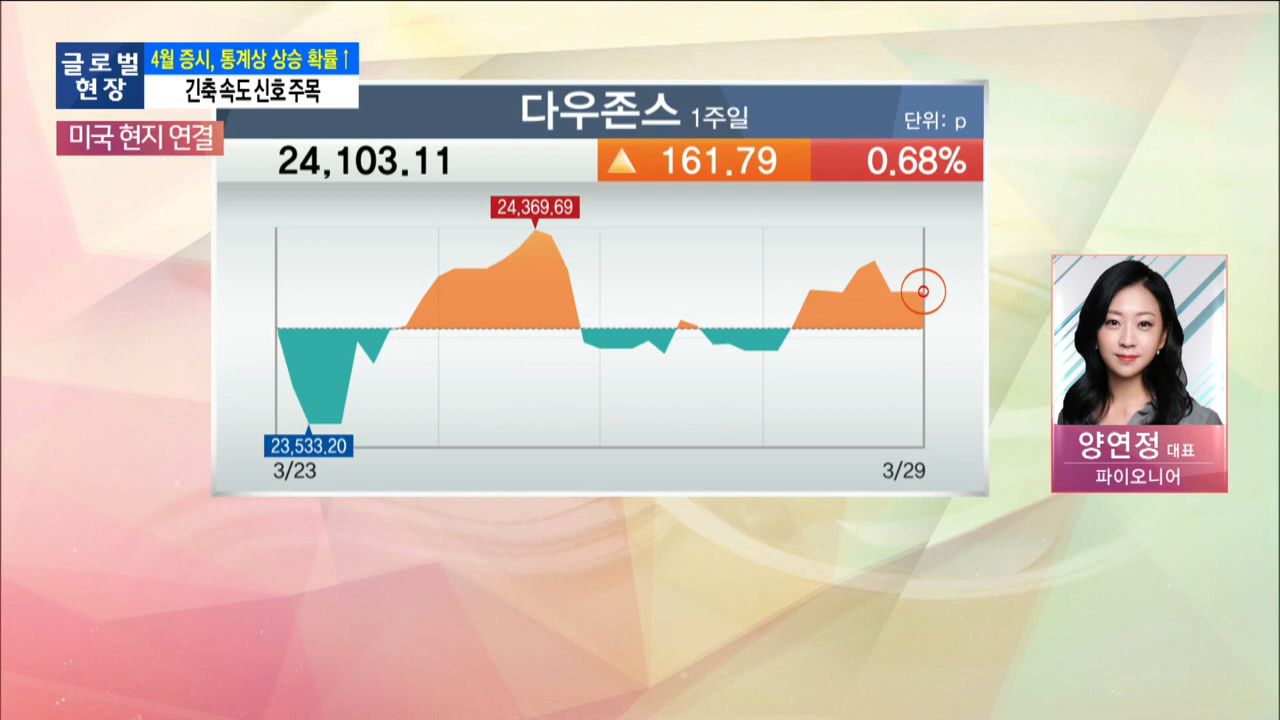 글로벌
현장
4월 증시, 통계상 상승 확률↑
긴축 속도 신호 주목
미국 현지 연결
다우존스 1주일
단위: p
24,103.11 ▲ 161.79 0.68%
24,369.69
23,533.20
3/23 3/29
양연정 대표
파이오니어